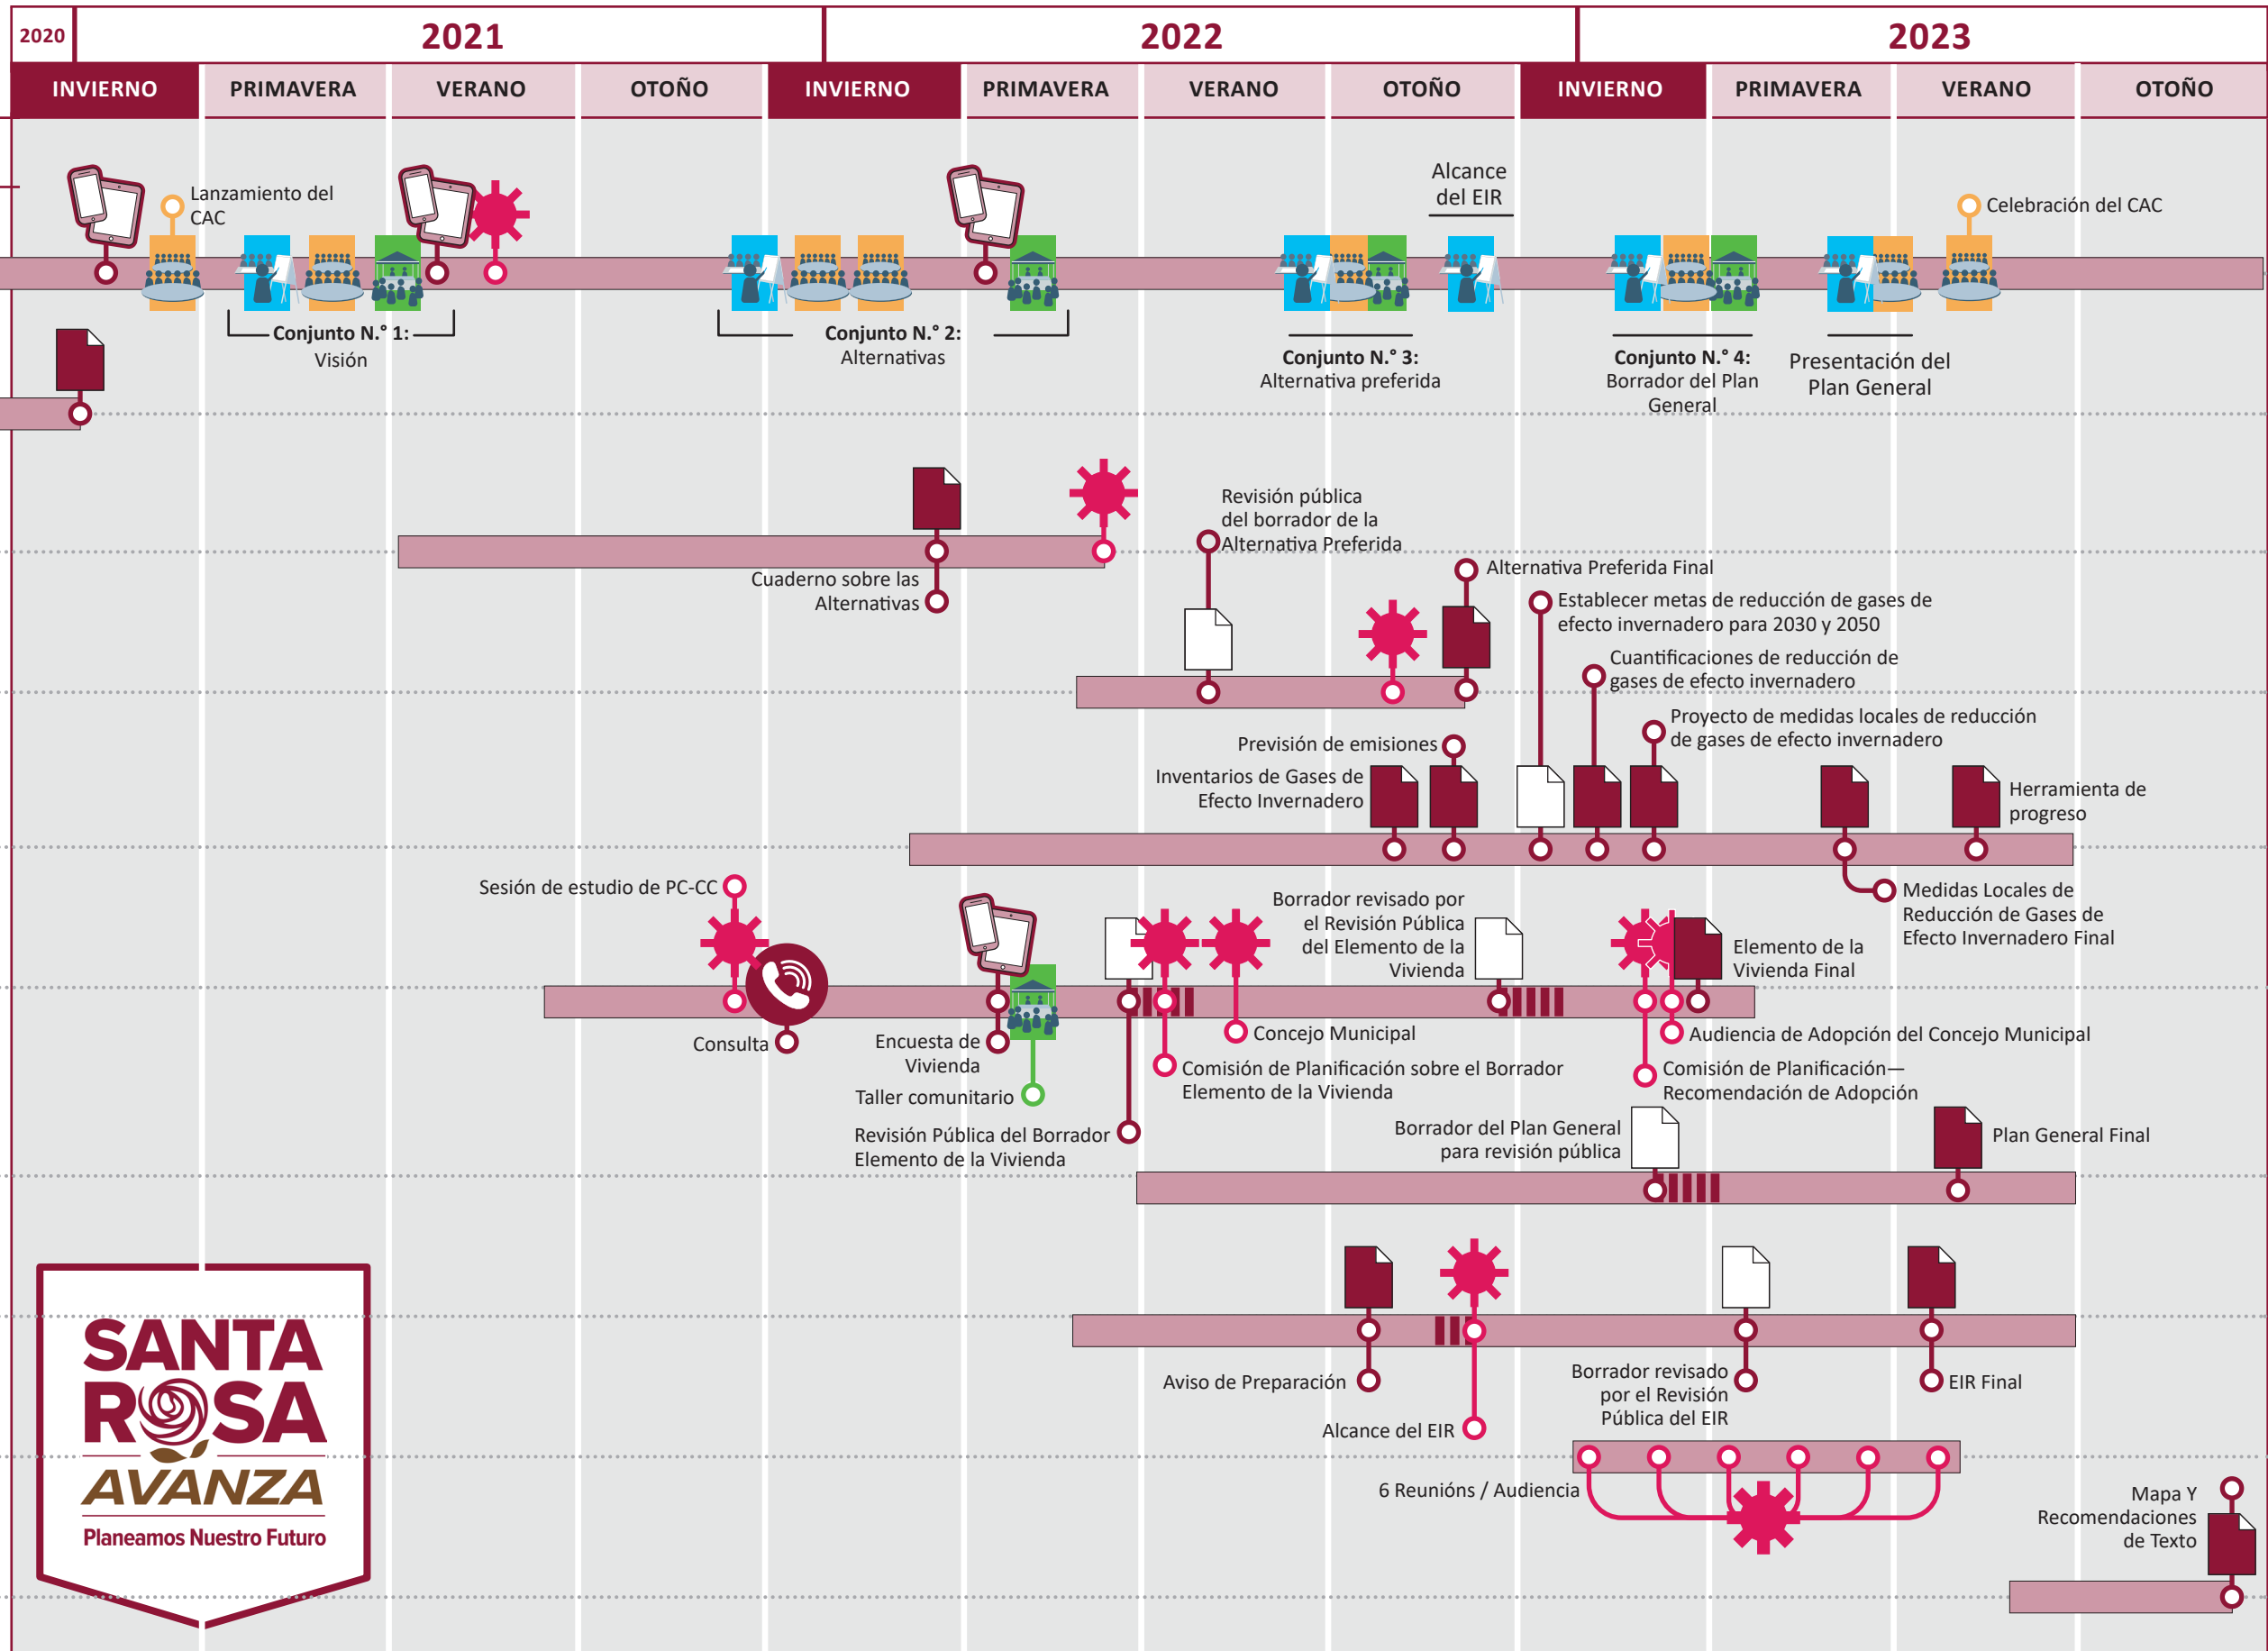 2020
2021
2022
2023
INVIERNO
PRIMAVERA
VERANO
OTOÑO
INVIERNO
PRIMAVERA
VERANO
OTOÑO
INVIERNO
PRIMAVERA
VERANO
OTOÑO
Lanzamiento del
CAC
Alcance
del EIR
Celebración del CAC
Conjunto N.° 1:
Visión
Conjunto N.° 2:
Alternativas
Conjunto N.° 3:
Alternativa preferida
Conjunto N.° 4:
Borrador del Plan
General
Presentación del
Plan General
Cuaderno sobre las
Alternativas
Revisión pública
del borrador de la
Alternativa Preferida
Alternativa Preferida Final
Establecer metas de reducción de gases de
efecto invernadero para 2030 y 2050
Cuantificaciones de reducción de
gases de efecto invernadero
Proyecto de medidas locales de reducción
de gases de efecto invernadero
Previsión de emisiones
Inventarios de Gases de
Efecto Invernadero
Herramienta de
progreso
Medidas Locales de
Reducción de Gases de
Efecto Invernadero Final
Sesión de estudio de PC-CC
Consulta
Encuesta de
Vivienda
Taller comunitario
Revisión Pública del Borrador
Elemento de la Vivienda
Concejo Municipal
Comisión de Planificación sobre el Borrador
Elemento de la Vivienda
Borrador revisado por
el Revisión Pública
del Elemento de la
Vivienda
Elemento de la
Vivienda Final
Audiencia de Adopción del Concejo Municipal
Comisión de Planificación—
Recomendación de Adopción
Borrador del Plan General
para revisión pública
Plan General Final
Aviso de Preparación
Alcance del EIR
Borrador revisado
por el Revisión
Pública del EIR
EIR Final
6 Reunións / Audiencia
Mapa Y
Recomendaciones
de Texto
SANTA
ROSA
AVANZA
Planeamos Nuestro Futuro